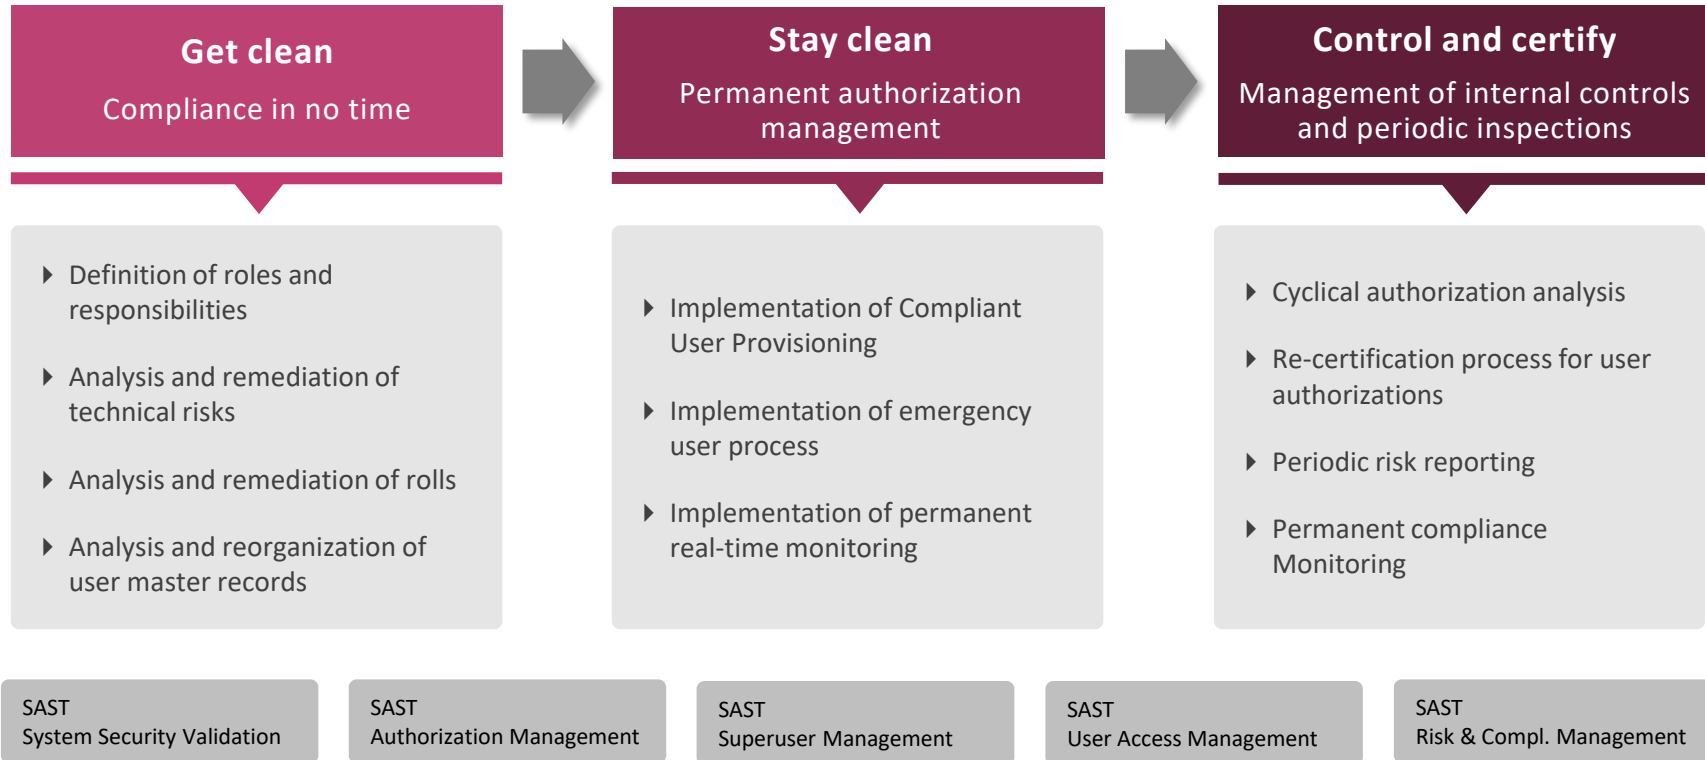 Get clean
Compliance in no time
Stay clean
Permanent authorization
management
Control and certify
Management of internal controls
and periodic inspections
Definition of roles and
responsibilities
Analysis and remediation of
technical risks
Analysis and remediation of rolls
Analysis and reorganization of
user master records
Implementation of Compliant
User Provisioning
Implementation of emergency
user process
Implementation of permanent
real-time monitoring
Cyclical authorization analysis
Re-certification process for user
authorizations
Periodic risk reporting
Permanent compliance
Monitoring
SAST
System Security Validation
SAST
Authorization Management
SAST
Superuser Management
SAST
User Access Management
SAST
Risk & Compl. Management